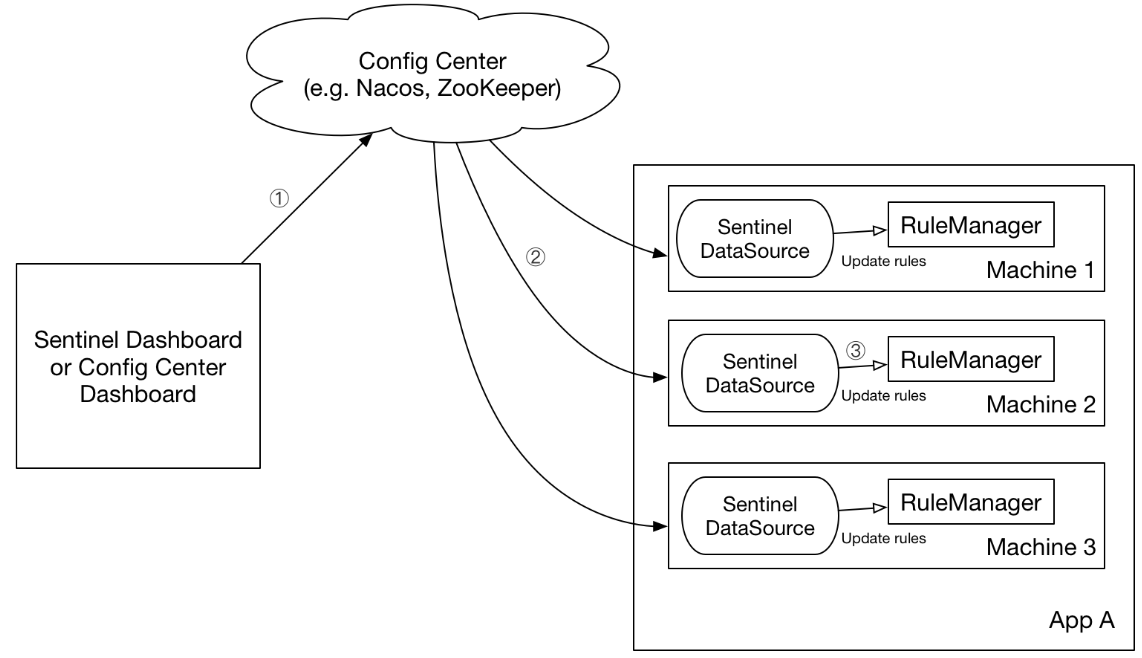 Config Center
(e.g. Nacos, ZooKeeper)
①
②
Sentinel Dashboard
or Config Center
Dashboard
Sentinel
DataSource
RuleManager
Update rules
Machine 1
Sentinel
DataSource
③
RuleManager
Update rules
Machine 2
Sentinel
DataSource
RuleManager
Update rules
Machine 3
App A